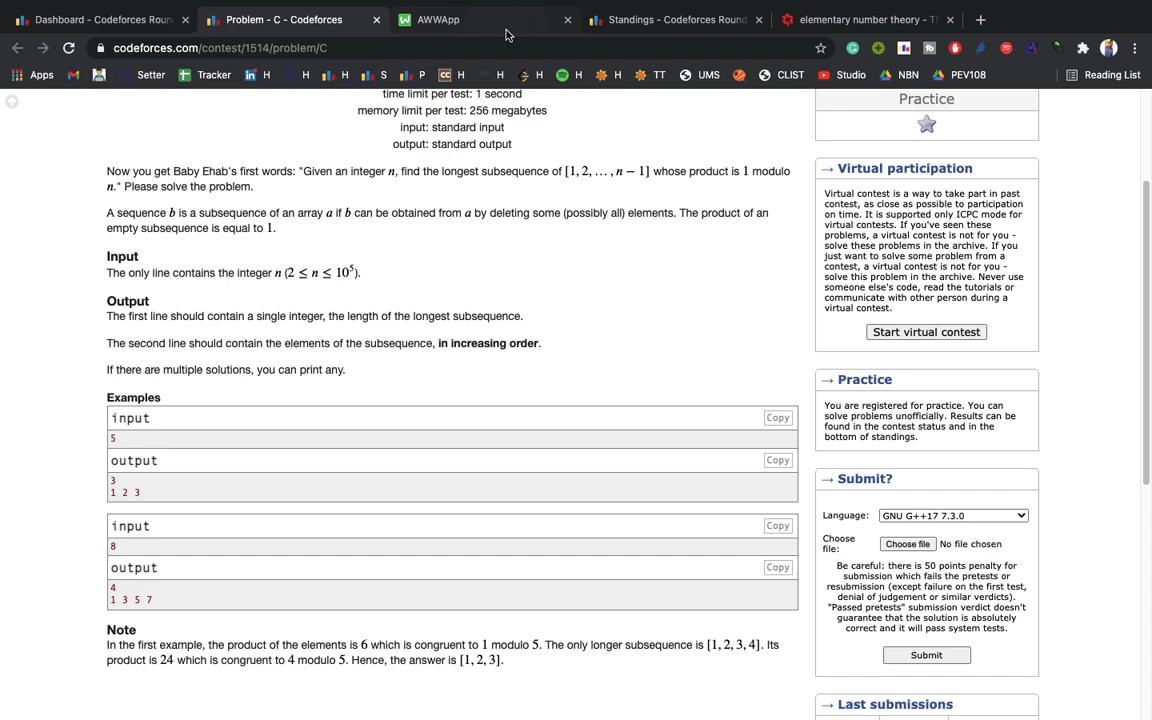 Dashboard - Codeforces Roun
Problem - C - Codeforces
AWWApp
Standings - Codeforces Round
elementary number theory - Th
codeforces.com/contest/1514/problem/C
Apps
Setter
Tracker
H
H
H
S
P
H
H
H
H
H
TT
UMS
CLIST
Studio
NBN
PEV108
Reading List
time limit per test: 1 second
memory limit per test: 256 megabytes
input: standard input
output: standard output
Now you get Baby Ehab's first words: "Given an integer n, find the longest subsequence of [1, 2, … , n − 1] whose product is 1 modulo
n." Please solve the problem.
A sequence b is a subsequence of an array a if b can be obtained from a by deleting some (possibly all) elements. The product of an
empty subsequence is equal to 1.
Input
The only line contains the integer n (2 ≤ n ≤ 10⁵).
Output
The first line should contain a single integer, the length of the longest subsequence.
The second line should contain the elements of the subsequence, in increasing order.
If there are multiple solutions, you can print any.
Examples
input
Copy
5
output
Copy
3
1 2 3
input
Copy
8
output
Copy
4
1 3 5 7
Note
In the first example, the product of the elements is 6 which is congruent to 1 modulo 5. The only longer subsequence is [1, 2, 3, 4]. Its
product is 24 which is congruent to 4 modulo 5. Hence, the answer is [1, 2, 3].
Practice
→ Virtual participation
Virtual contest is a way to take part in past
contest, as close as possible to participation
on time. It is supported only ICPC mode for
virtual contests. If you've seen these
problems, a virtual contest is not for you -
solve these problems in the archive. If you
just want to solve some problem from a
contest, a virtual contest is not for you -
solve this problem in the archive. Never use
someone else's code, read the tutorials or
communicate with other person during a
virtual contest.
Start virtual contest
→ Practice
You are registered for practice. You can
solve problems unofficially. Results can be
found in the contest status and in the
bottom of standings.
→ Submit?
Language:
GNU G++17 7.3.0
Choose
file:
Choose file
No file chosen
Be careful: there is 50 points penalty for
submission which fails the pretests or
resubmission (except failure on the first test,
denial of judgement or similar verdicts).
"Passed pretests" submission verdict doesn't
guarantee that the solution is absolutely
correct and it will pass system tests.
Submit
→ Last submissions